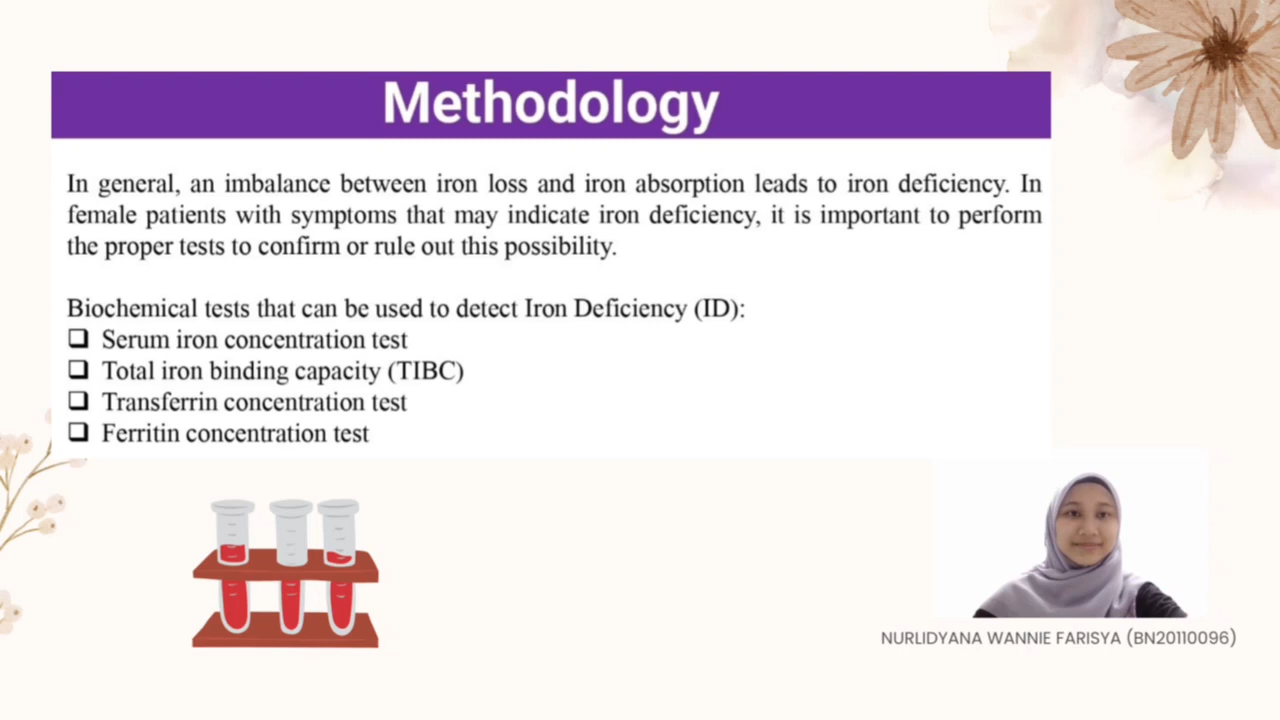 Methodology
In general, an imbalance between iron loss and iron absorption leads to iron deficiency. In
female patients with symptoms that may indicate iron deficiency, it is important to perform
the proper tests to confirm or rule out this possibility.
Biochemical tests that can be used to detect Iron Deficiency (ID):
❑ Serum iron concentration test
❑ Total iron binding capacity (TIBC)
❑ Transferrin concentration test
❑ Ferritin concentration test
NURLIDYANA WANNIE FARISYA (BN20110096)